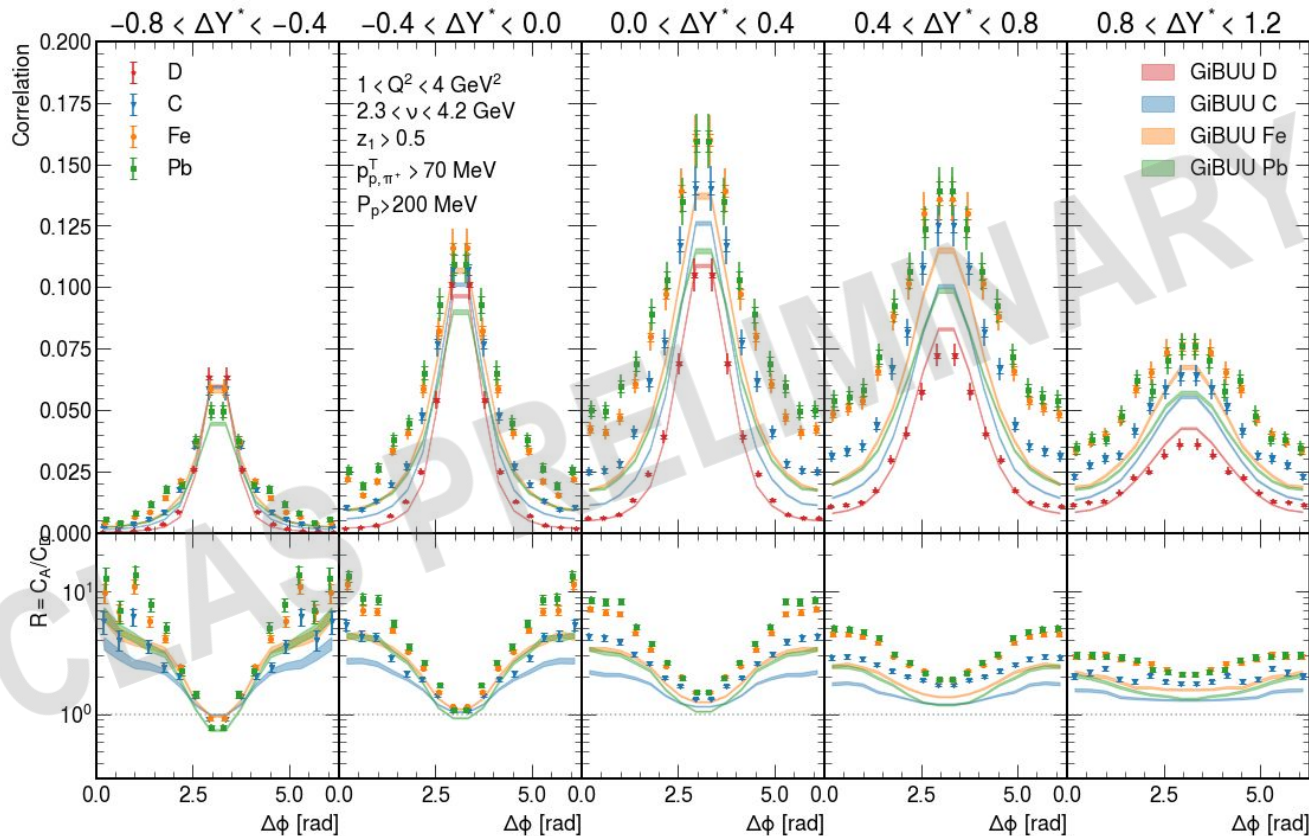 −0.8 < ΔY* < −0.4
−0.4 < ΔY* < 0.0
0.0 < ΔY* < 0.4
0.4 < ΔY* < 0.8
0.8 < ΔY* < 1.2
Correlation
0.200
0.175
0.150
0.125
0.100
0.075
0.050
0.025
0.000
D
C
Fe
Pb
1 < Q² < 4 GeV²
2.3 < ν < 4.2 GeV
z₁ > 0.5
p^T_{p,π⁺} > 70 MeV
P_p>200 MeV
GiBUU D
GiBUU C
GiBUU Fe
GiBUU Pb
CLAS PRELIMINARY
R = C_A/C_D
10¹
10⁰
0.0 2.5 5.0 0.0 2.5 5.0 0.0 2.5 5.0 0.0 2.5 5.0 0.0 2.5 5.0
Δϕ [rad] Δϕ [rad] Δϕ [rad] Δϕ [rad] Δϕ [rad]